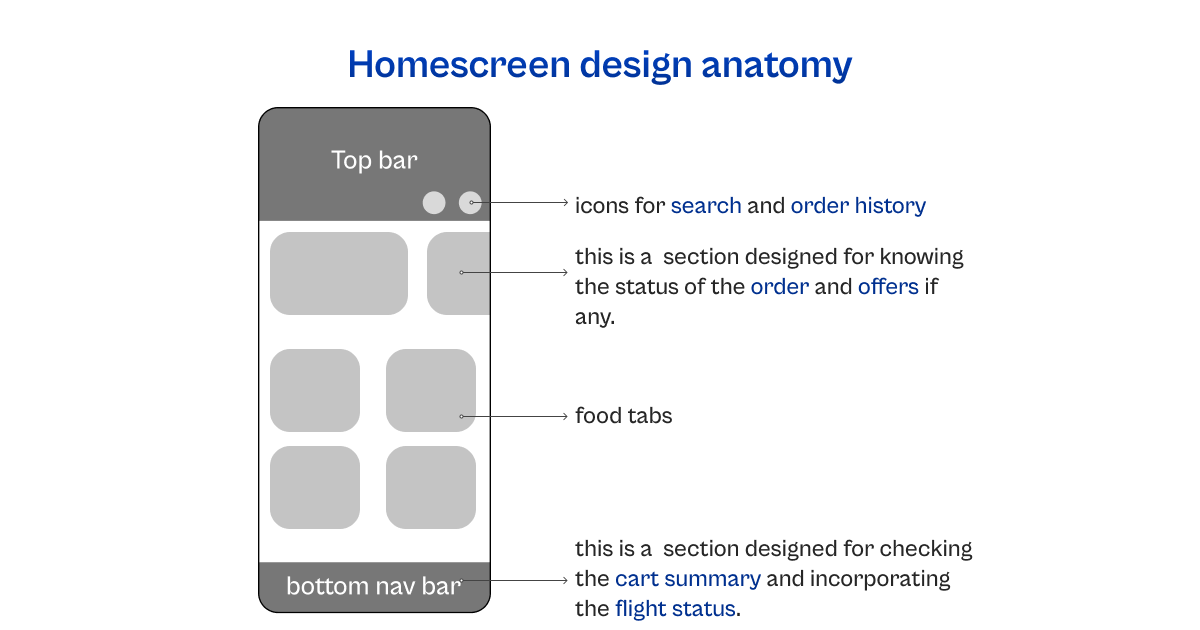 Homescreen design anatomy
Top bar
icons for search and order history
this is a  section designed for knowing
the status of the order and offers if
any.
food tabs
this is a  section designed for checking
the cart summary and incorporating
the flight status.
bottom nav bar